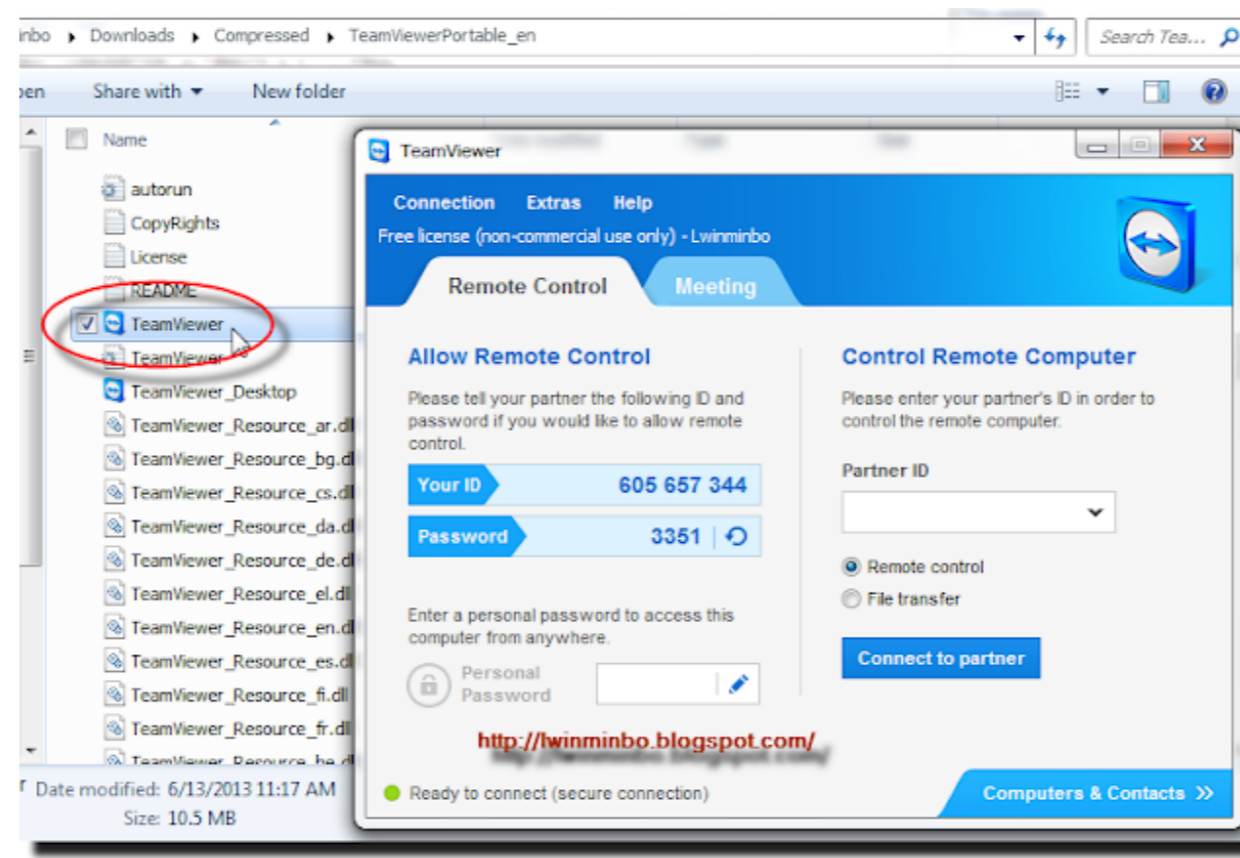 inbo ▸ Downloads ▸ Compressed ▸ TeamViewerPortable_en
Search Tea...
pen Share with New folder
Name
autorun
CopyRights
License
README
TeamViewer
TeamViewer
TeamViewer_Desktop
TeamViewer_Resource_ar.dl
TeamViewer_Resource_bg.d
TeamViewer_Resource_cs.dl
TeamViewer_Resource_da.d
TeamViewer_Resource_de.d
TeamViewer_Resource_el.dl
TeamViewer_Resource_en.d
TeamViewer_Resource_es.d
TeamViewer_Resource_fi.dll
TeamViewer_Resource_fr.dl
TeamViewer_Resource_he.d
r Date modified: 6/13/2013 11:17 AM
Size: 10.5 MB
TeamViewer
Connection Extras Help
Free license (non-commercial use only) - Lwinminbo
Remote Control Meeting
Allow Remote Control
Please tell your partner the following ID and
password if you would like to allow remote
control.
Your ID 605 657 344
Password 3351
Enter a personal password to access this
computer from anywhere.
Personal
Password
Control Remote Computer
Please enter your partner's ID in order to
control the remote computer.
Partner ID
Remote control
File transfer
Connect to partner
http://lwinminbo.blogspot.com/
Ready to connect (secure connection)
Computers & Contacts >>